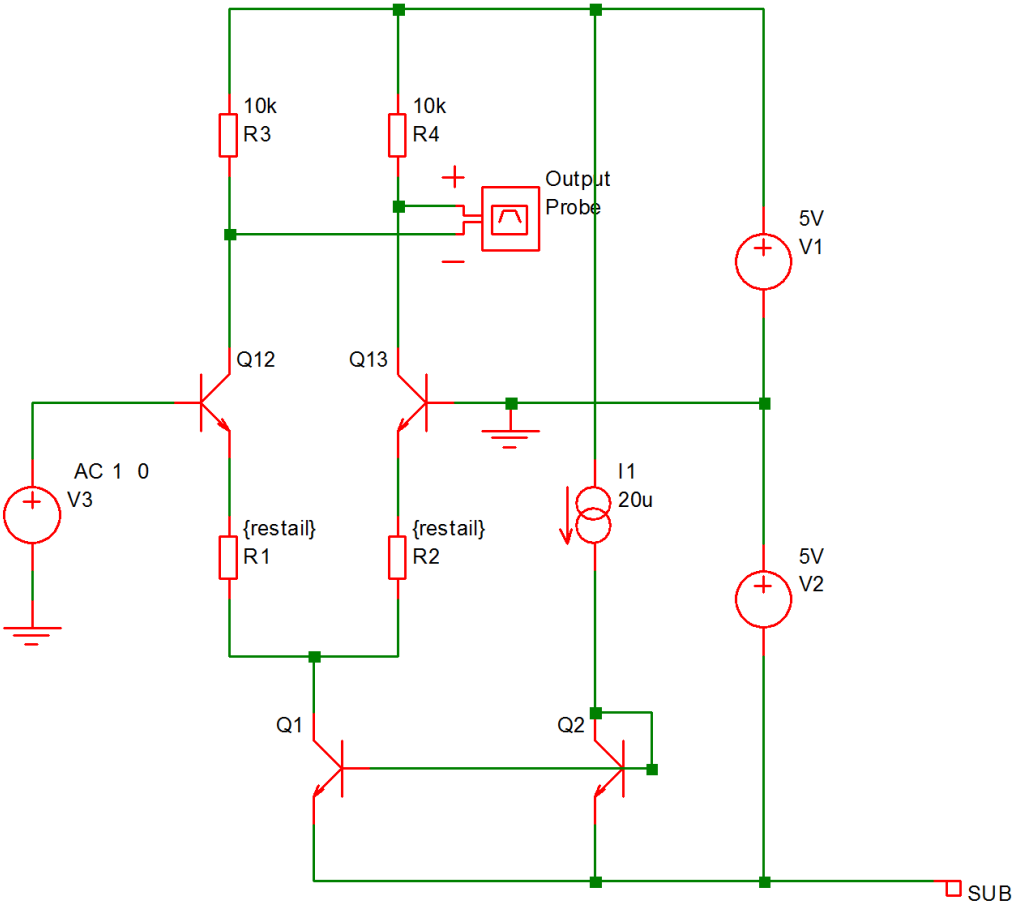 10k
R3
10k
R4
+
Output
Probe
−
5V
V1
Q12
Q13
AC 1 0
V3
I1
20u
{restail}
R1
{restail}
R2
5V
V2
Q1
Q2
SUB